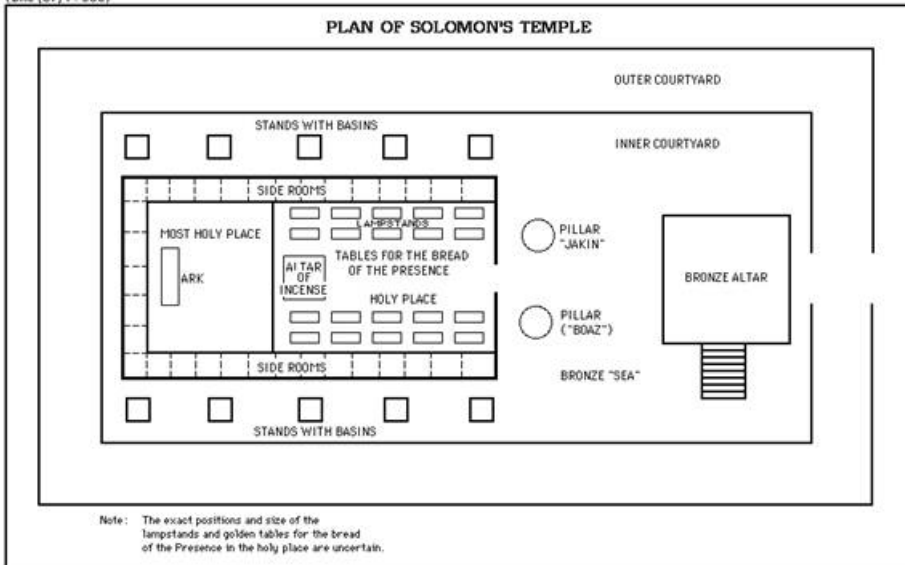 PLAN OF SOLOMON'S TEMPLE
OUTER COURTYARD
STANDS WITH BASINS
INNER COURTYARD
SIDE ROOMS
LAMPSTANDS
MOST HOLY PLACE
PILLAR
"JAKIN"
TABLES FOR THE BREAD
OF THE PRESENCE
ALTAR
OF
INCENSE
ARK
BRONZE ALTAR
HOLY PLACE
PILLAR
("BOAZ")
SIDE ROOMS
BRONZE "SEA"
STANDS WITH BASINS
Note: The exact positions and size of the
lampstands and golden tables for the bread
of the Presence in the holy place are uncertain.